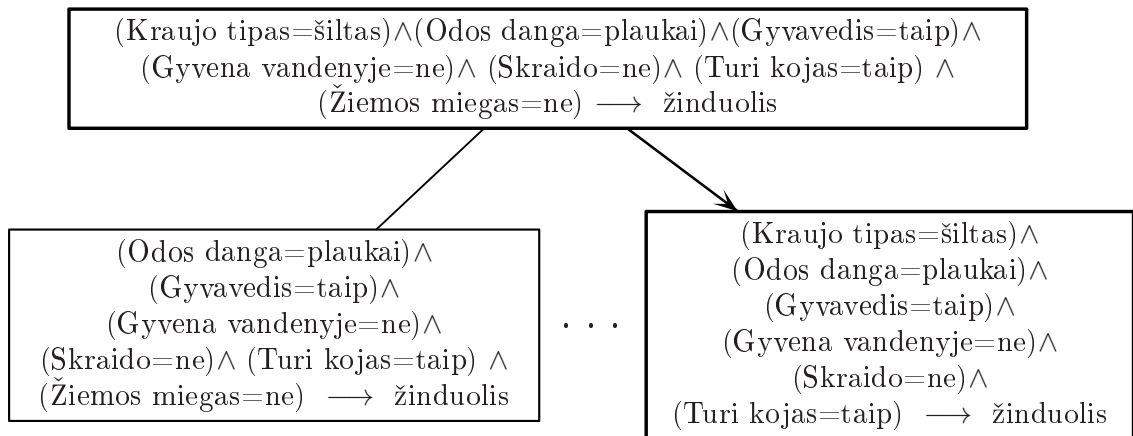 (Kraujo tipas=šiltas)∧(Odos danga=plaukai)∧(Gyvavedis=taip)∧
(Gyvena vandenyje=ne)∧ (Skraido=ne)∧ (Turi kojas=taip) ∧
(Žiemos miegas=ne) ⟶ žinduolis
(Odos danga=plaukai)∧
(Gyvavedis=taip)∧
(Gyvena vandenyje=ne)∧
(Skraido=ne)∧ (Turi kojas=taip) ∧
(Žiemos miegas=ne) ⟶ žinduolis
. . .
(Kraujo tipas=šiltas)∧
(Odos danga=plaukai)∧
(Gyvavedis=taip)∧
(Gyvena vandenyje=ne)∧
(Skraido=ne)∧
(Turi kojas=taip) ⟶ žinduolis